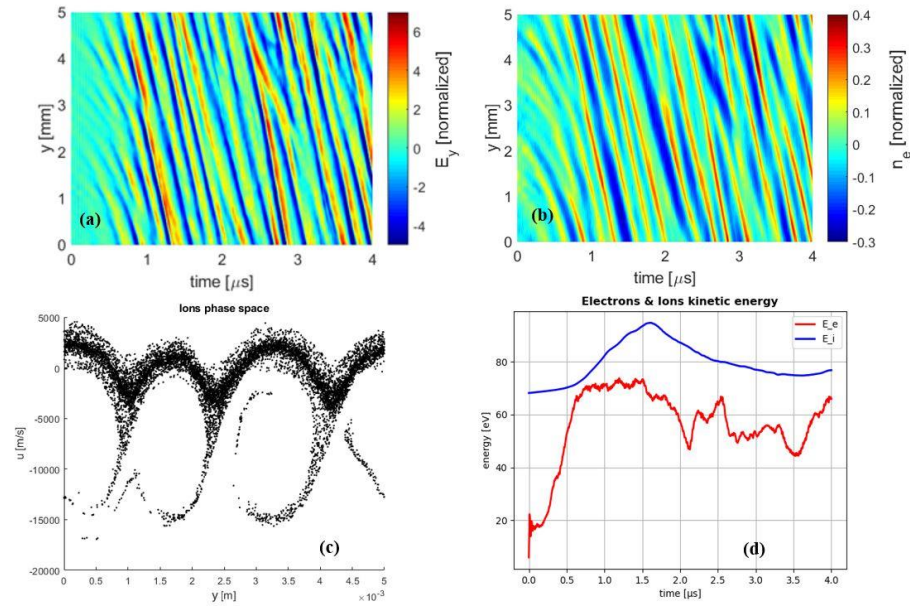 5
4
3
2
1
0
y [mm]
(a)
0 1 2 3 4
time [μs]
6
4
2
0
-2
-4
E_y [normalized]
5
4
3
2
1
0
y [mm]
(b)
0 1 2 3 4
time [μs]
0.4
0.3
0.2
0.1
0
-0.1
-0.2
-0.3
n_e [normalized]
Ions phase space
5000
0
-5000
-10000
-15000
-20000
u [m/s]
(c)
0 0.5 1 1.5 2 2.5 3 3.5 4 4.5 5
y [m]
× 10⁻³
Electrons & Ions kinetic energy
E_e
E_i
80
60
40
20
energy [eV]
(d)
0.0 0.5 1.0 1.5 2.0 2.5 3.0 3.5 4.0
time [μs]